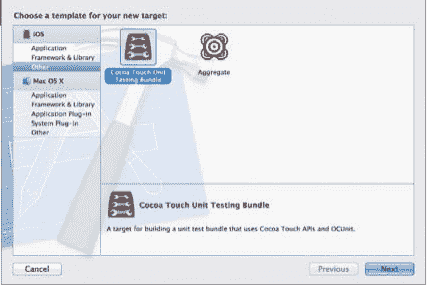 Choose a template for your new target:
iOS
Application
Framework & Library
Other
Mac OS X
Application
Framework & Library
Application Plug-in
System Plug-in
Other
Cocoa Touch Unit
Testing Bundle
Aggregate
Cocoa Touch Unit Testing Bundle
A target for building a unit test bundle that uses Cocoa Touch APIs and OCUnit.
Cancel
Previous
Next